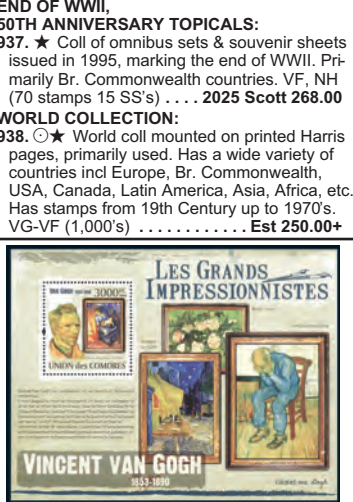 END OF WWII,
50TH ANNIVERSARY TOPICALS:
937. ★ Coll of omnibus sets & souvenir sheets
issued in 1995, marking the end of WWII. Pri-
marily Br. Commonwealth countries. VF, NH
(70 stamps 15 SS's) . . . . 2025 Scott 268.00
WORLD COLLECTION:
938. ☉★ World coll mounted on printed Harris
pages, primarily used. Has a wide variety of
countries incl Europe, Br. Commonwealth,
USA, Canada, Latin America, Asia, Africa, etc.
Has stamps from 19th Century up to 1970's.
VG-VF (1,000's) . . . . . . . . . . . . Est 250.00+
LES GRANDS
IMPRESSIONNISTES
VAN GOGH
3000
UNION des COMORES
VINCENT VAN GOGH
1853-1890